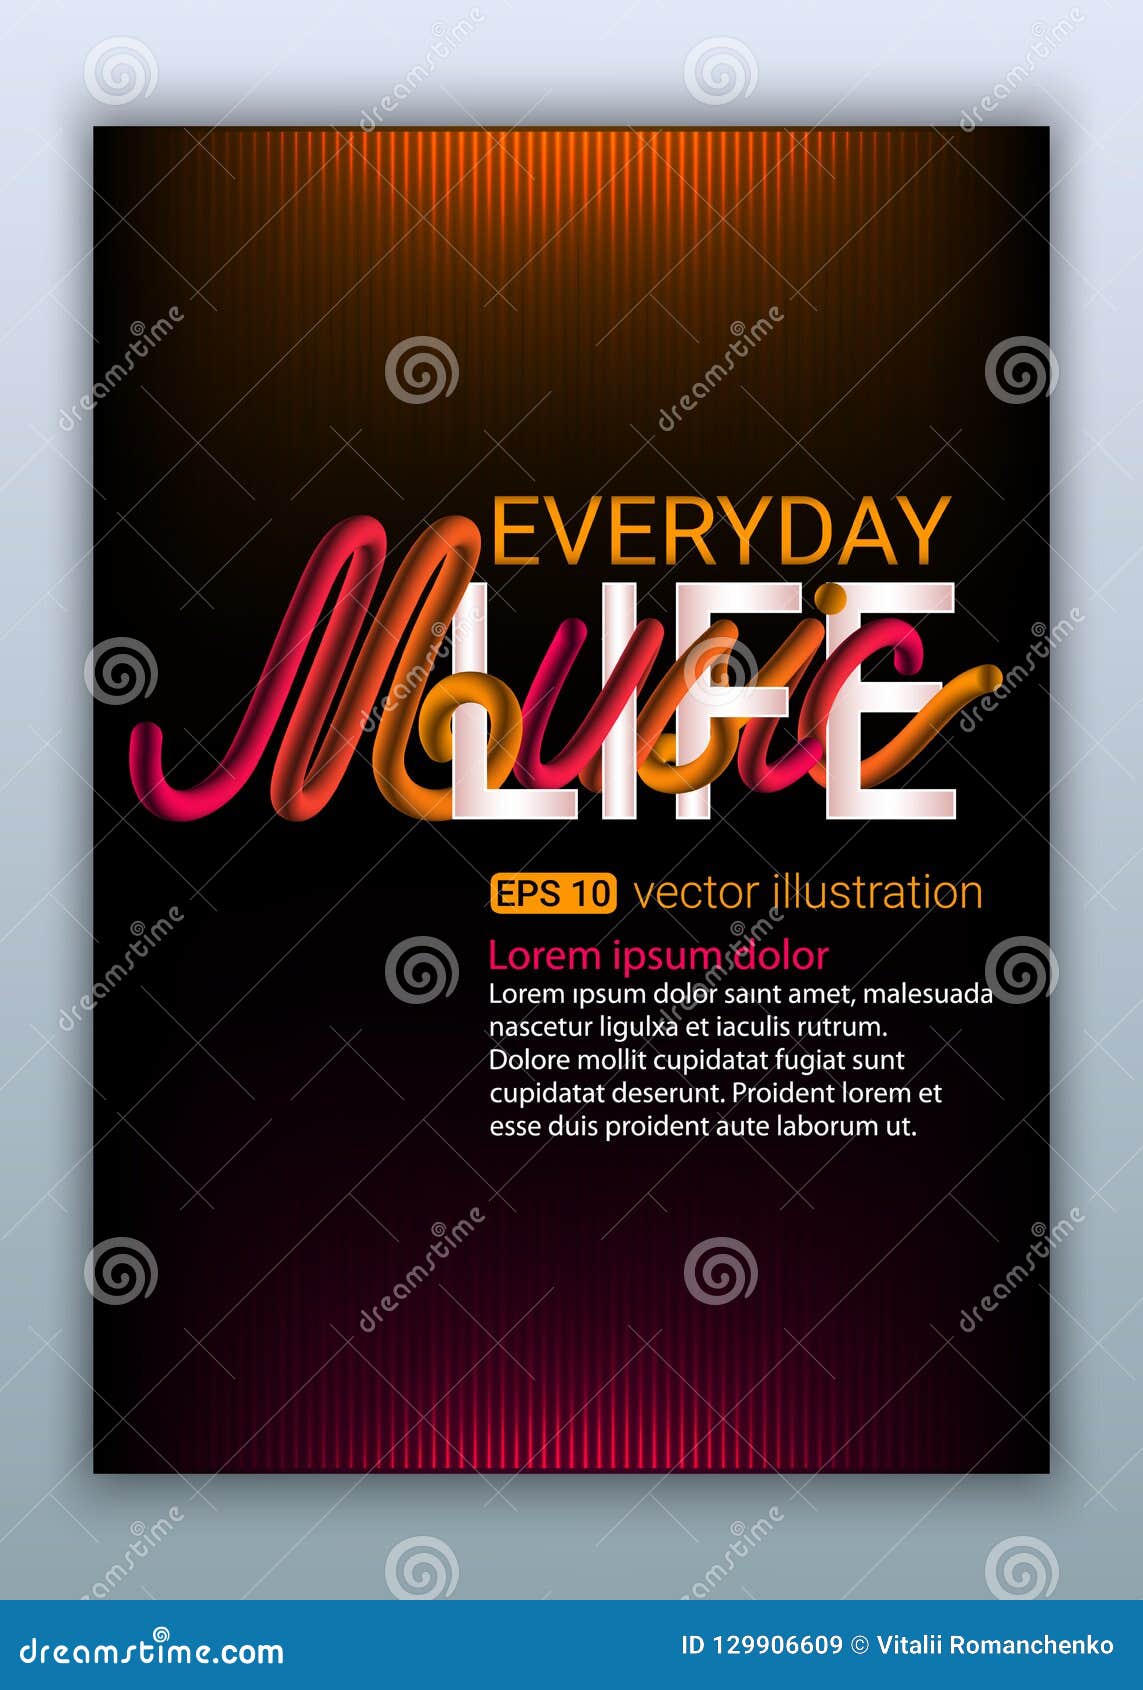 EVERYDAY
Music
LIFE
EPS 10 vector illustration
Lorem ipsum dolor
Lorem ipsum dolor saint amet, malesuada
nascetur ligulxa et iaculis rutrum.
Dolore mollit cupidatat fugiat sunt
cupidatat deserunt. Proident lorem et
esse duis proident aute laborum ut.
dreamstime.com
ID 129906609 © Vitalii Romanchenko